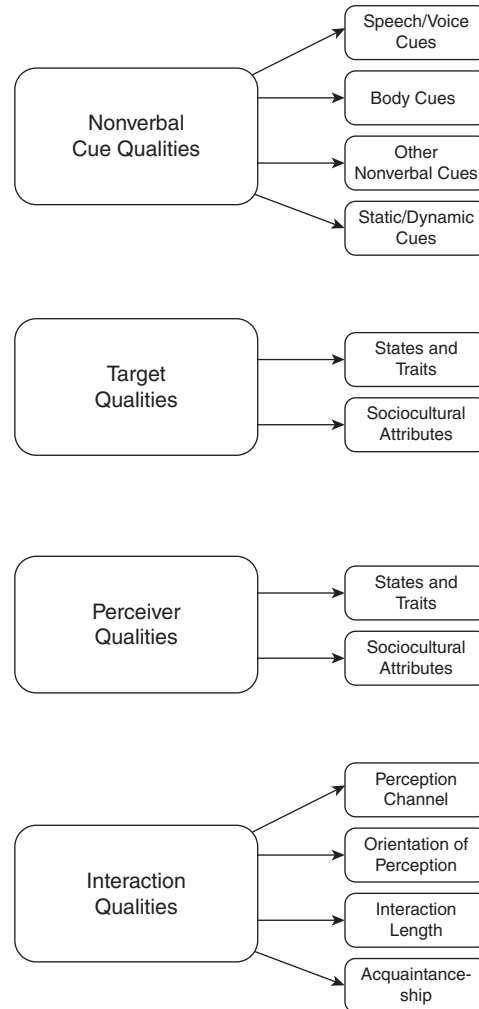 Speech/Voice
Cues
Nonverbal
Cue Qualities
Body Cues
Other
Nonverbal Cues
Static/Dynamic
Cues
Target
Qualities
States and
Traits
Sociocultural
Attributes
Perceiver
Qualities
States and
Traits
Sociocultural
Attributes
Interaction
Qualities
Perception
Channel
Orientation of
Perception
Interaction
Length
Acquaintance-
ship